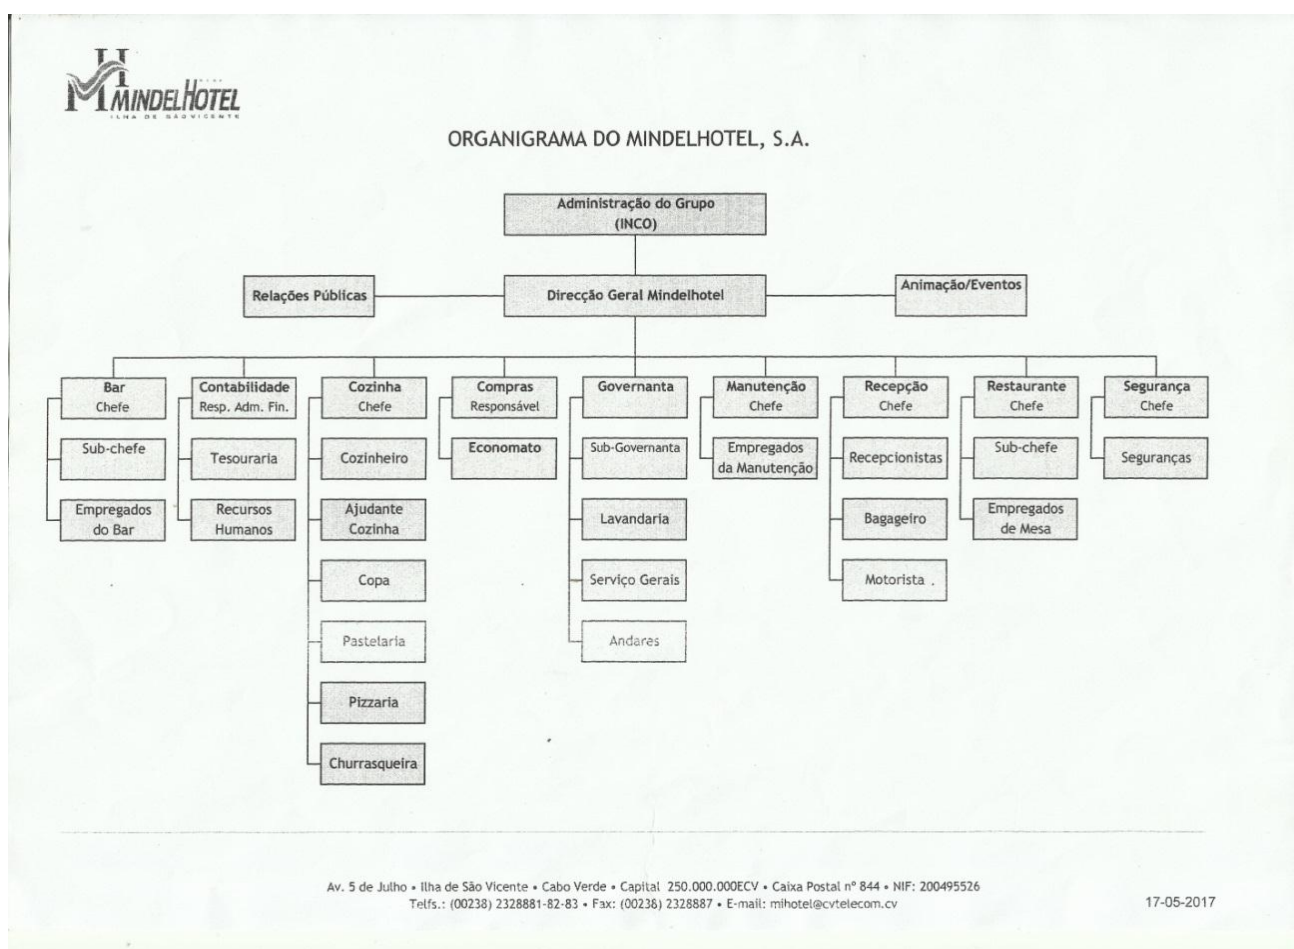 MINDELHOTEL
ILHA DE SÃO VICENTE
ORGANIGRAMA DO MINDELHOTEL, S.A.
Administração do Grupo
(INCO)
Relações Públicas
Direcção Geral Mindelhotel
Animação/Eventos
Bar
Chefe
Contabilidade
Resp. Adm. Fin.
Cozinha
Chefe
Compras
Responsável
Governanta
Manutenção
Chefe
Recepção
Chefe
Restaurante
Chefe
Segurança
Chefe
Sub-chefe
Tesouraria
Cozinheiro
Economato
Sub-Governanta
Empregados
da Manutenção
Recepcionistas
Sub-chefe
Seguranças
Empregados
do Bar
Recursos
Humanos
Ajudante
Cozinha
Lavandaria
Bagageiro
Empregados
de Mesa
Copa
Serviço Gerais
Motorista
Pastelaria
Andares
Pizzaria
Churrasqueira
Av. 5 de Julho • Ilha de São Vicente • Cabo Verde • Capital 250.000.000ECV • Caixa Postal nº 844 • NIF: 200495526
Telfs.: (00238) 2328881-82-83 • Fax: (00238) 2328887 • E-mail: mihotel@cvtelecom.cv
17-05-2017